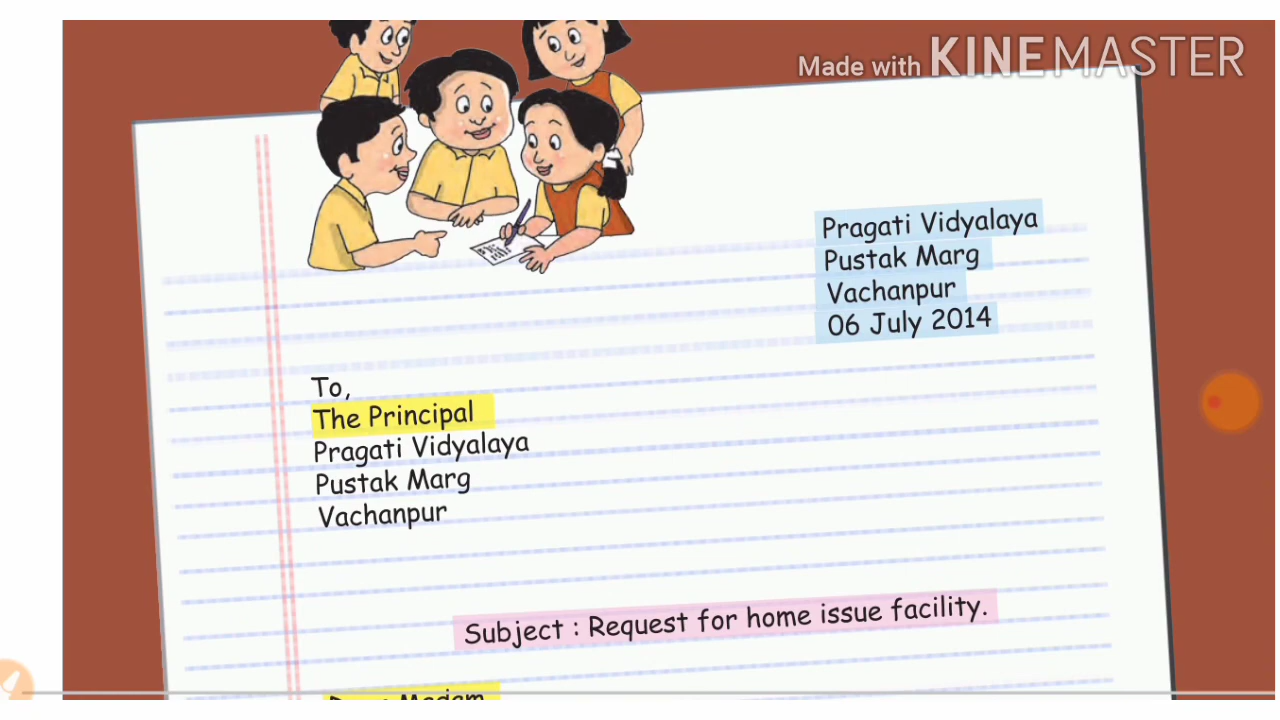 Made with KINEMASTER
Pragati Vidyalaya
Pustak Marg
Vachanpur
06 July 2014
To,
The Principal
Pragati Vidyalaya
Pustak Marg
Vachanpur
Subject : Request for home issue facility.
Madam